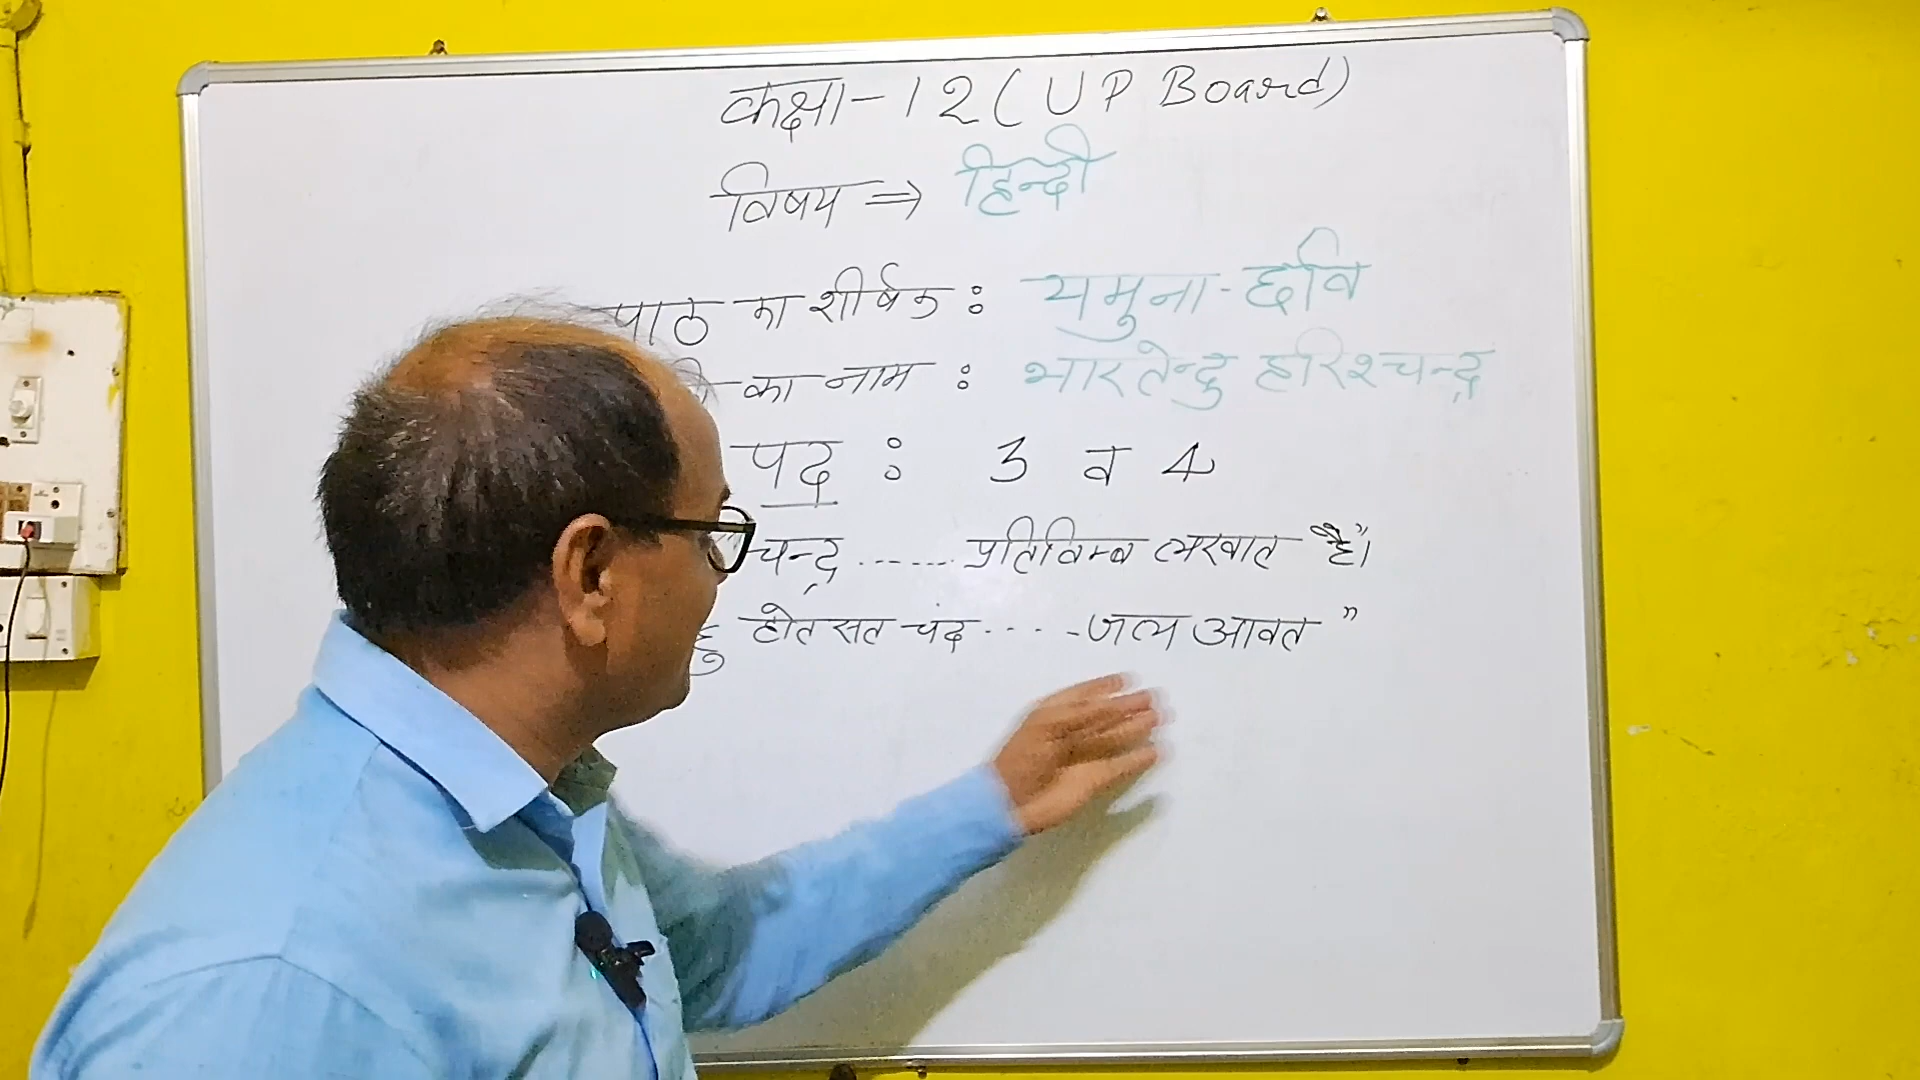 कक्षा-12 (UP Board)
विषय ⇒ हिन्दी
पाठ का शीर्षक : यमुना-छवि
का नाम : भारतेन्दु हरिश्चन्द्र
पद : 3 व 4
चन्द्र ...... प्रतिविम्ब लखात है"।
होत सत चंद ..... जल आवत"